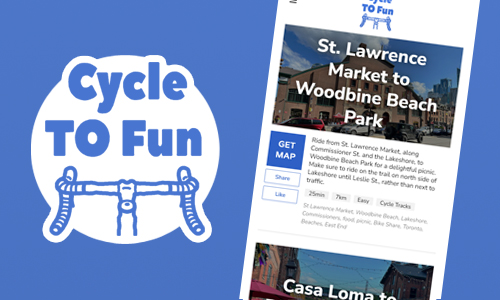 Cycle
TO Fun
Cycle
TO Fun
St. Lawrence
Market to
Woodbine Beach
Park
GET
MAP
Share
Like
Ride from St. Lawrence Market, along
Commissioner St. and the Lakeshore, to
Woodbine Beach Park for a delightful picnic.
Make sure to ride on the trail on north side of
Lakeshore until Leslie St., rather than next to
traffic.
25min 7km Easy Cycle Tracks
St Lawrence Market, Woodbine Beach, Lakeshore,
Commissioners, food, picnic, Bike Share, Toronto,
Beaches, East End
Casa Loma to